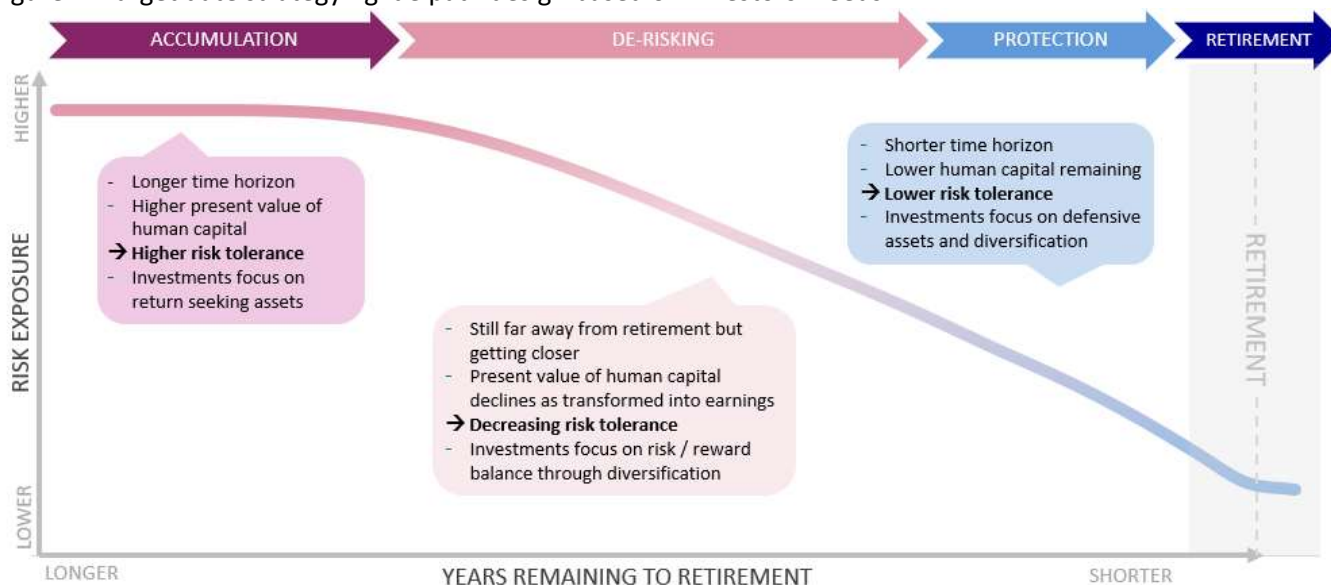 ACCUMULATION
DE-RISKING
PROTECTION
RETIREMENT
HIGHER
RISK EXPOSURE
LOWER
- Longer time horizon
- Higher present value of
human capital
→ Higher risk tolerance
- Investments focus on
return seeking assets
- Still far away from retirement but
getting closer
- Present value of human capital
declines as transformed into earnings
→ Decreasing risk tolerance
- Investments focus on risk / reward
balance through diversification
- Shorter time horizon
- Lower human capital remaining
→ Lower risk tolerance
- Investments focus on defensive
assets and diversification
RETIREMENT
LONGER
YEARS REMAINING TO RETIREMENT
SHORTER